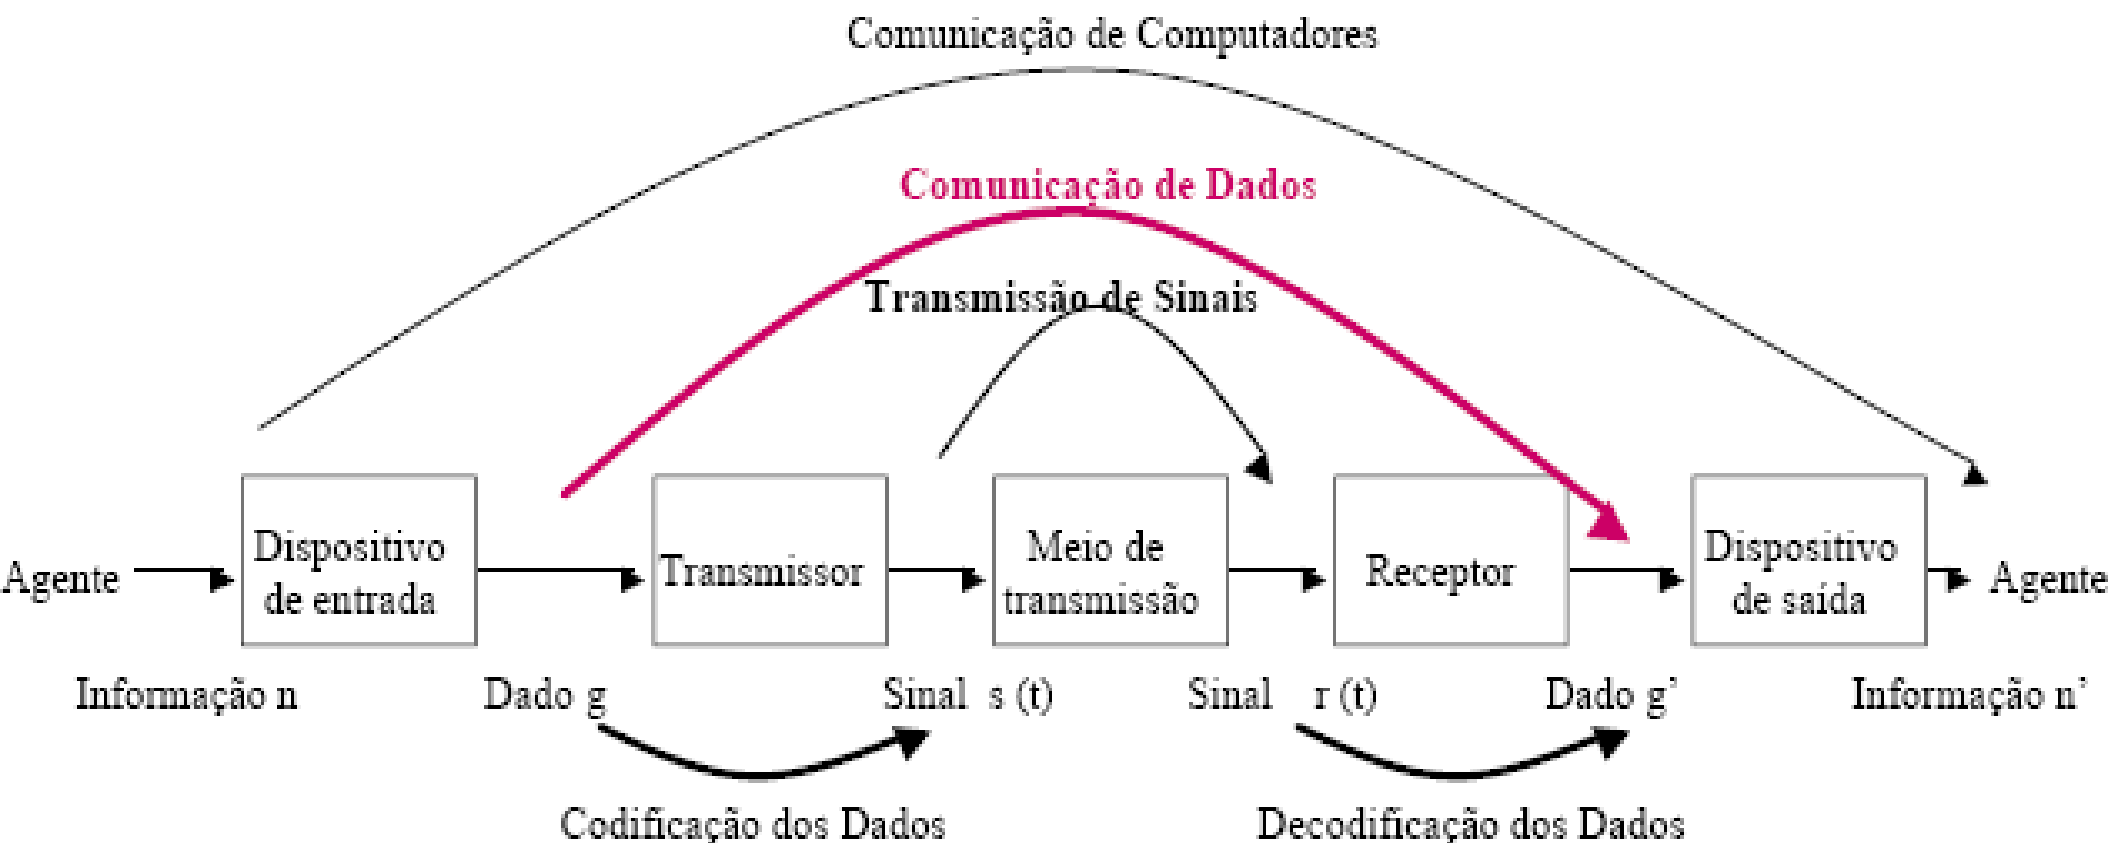 Comunicação de Computadores
Comunicação de Dados
Transmissão de Sinais
Agente
Dispositivo
de entrada
Transmissor
Meio de
transmissão
Receptor
Dispositivo
de saída
Agente
Informação n
Dado g
Sinal s (t)
Sinal r (t)
Dado g’
Informação n’
Codificação dos Dados
Decodificação dos Dados